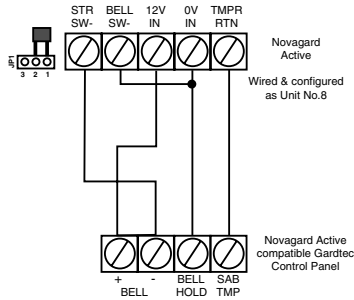 STR BELL 12V 0V TMPR
SW- SW- IN IN RTN
JP1
3 2 1
Novagard
Active
Wired & configured
as Unit No.8
Novagard Active
compatible Gardtec
Control Panel
+ - BELL SAB
BELL HOLD TMP